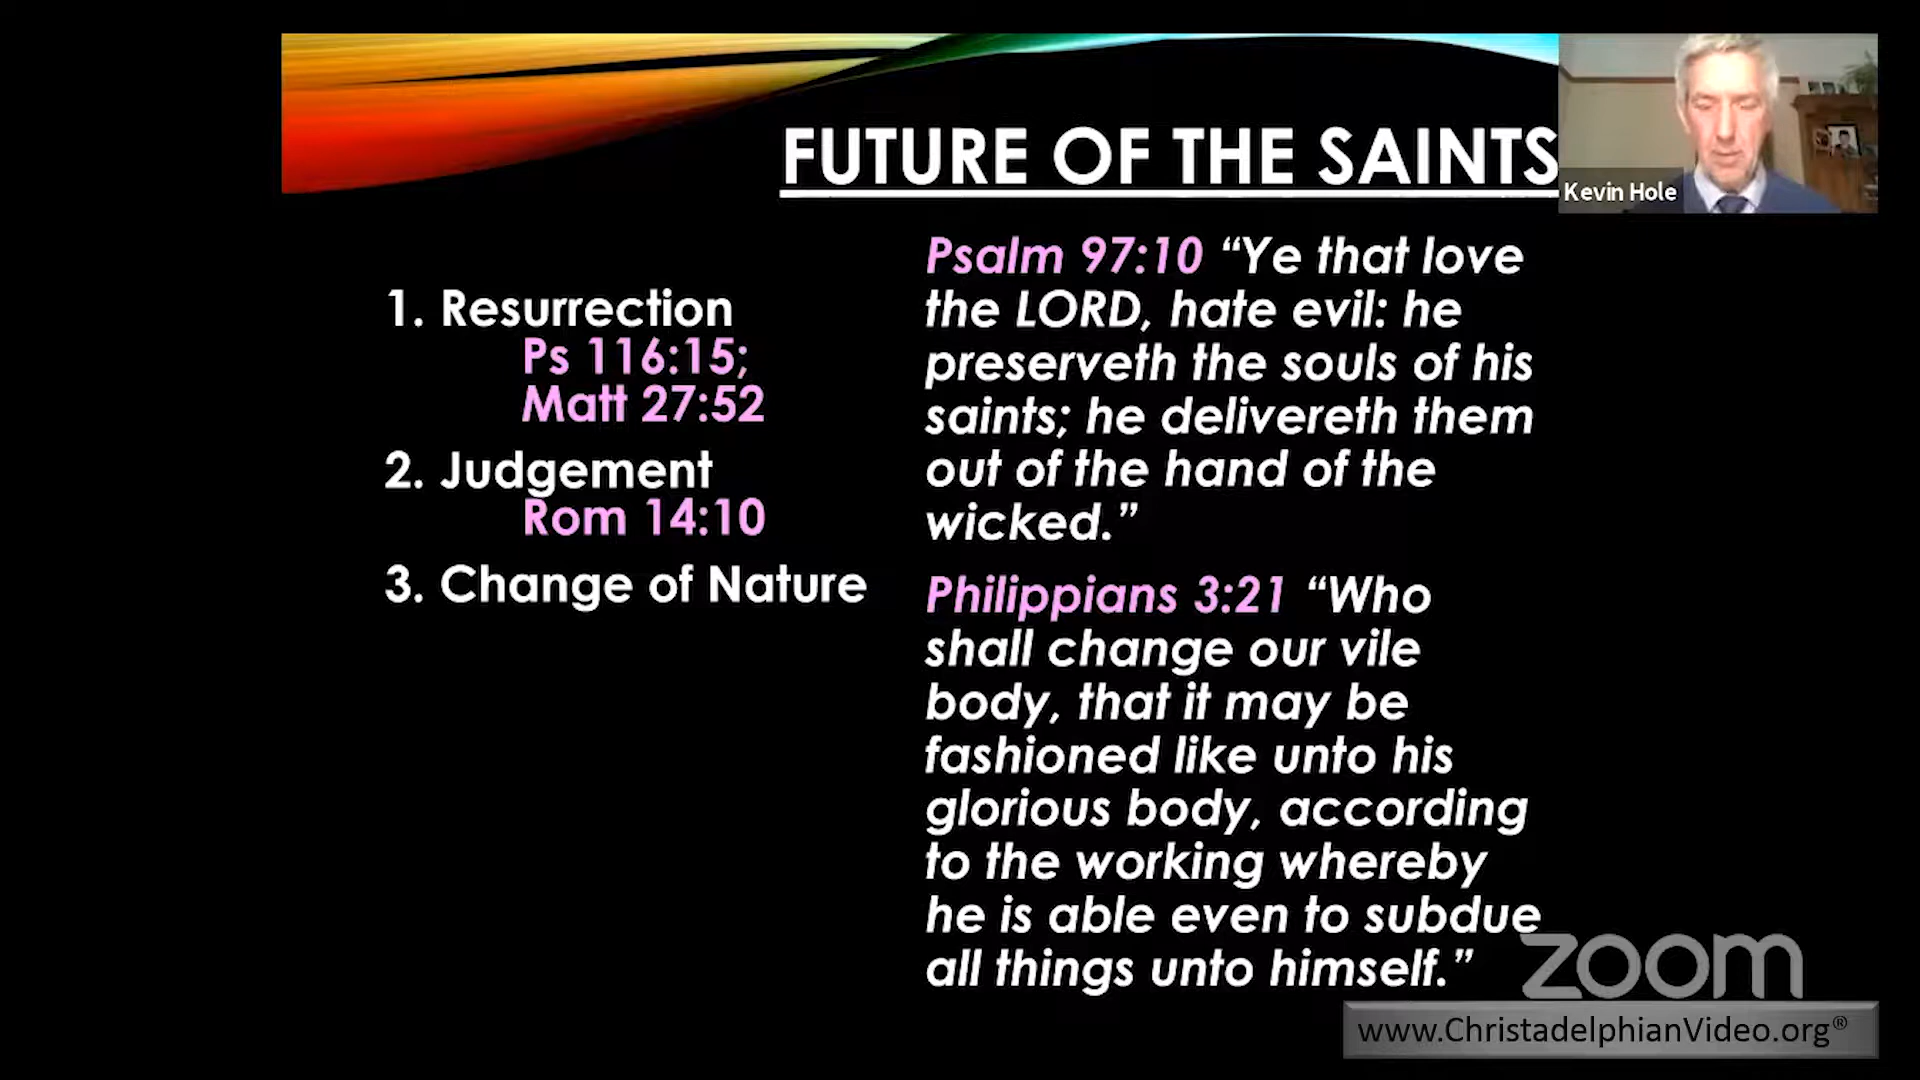 FUTURE OF THE SAINTS
Kevin Hole
1. Resurrection
Ps 116:15;
Matt 27:52
2. Judgement
Rom 14:10
3. Change of Nature
Psalm 97:10 “Ye that love
the LORD, hate evil: he
preserveth the souls of his
saints; he delivereth them
out of the hand of the
wicked.”
Philippians 3:21 “Who
shall change our vile
body, that it may be
fashioned like unto his
glorious body, according
to the working whereby
he is able even to subdue
all things unto himself.”
zoom
www.ChristadelphianVideo.org®